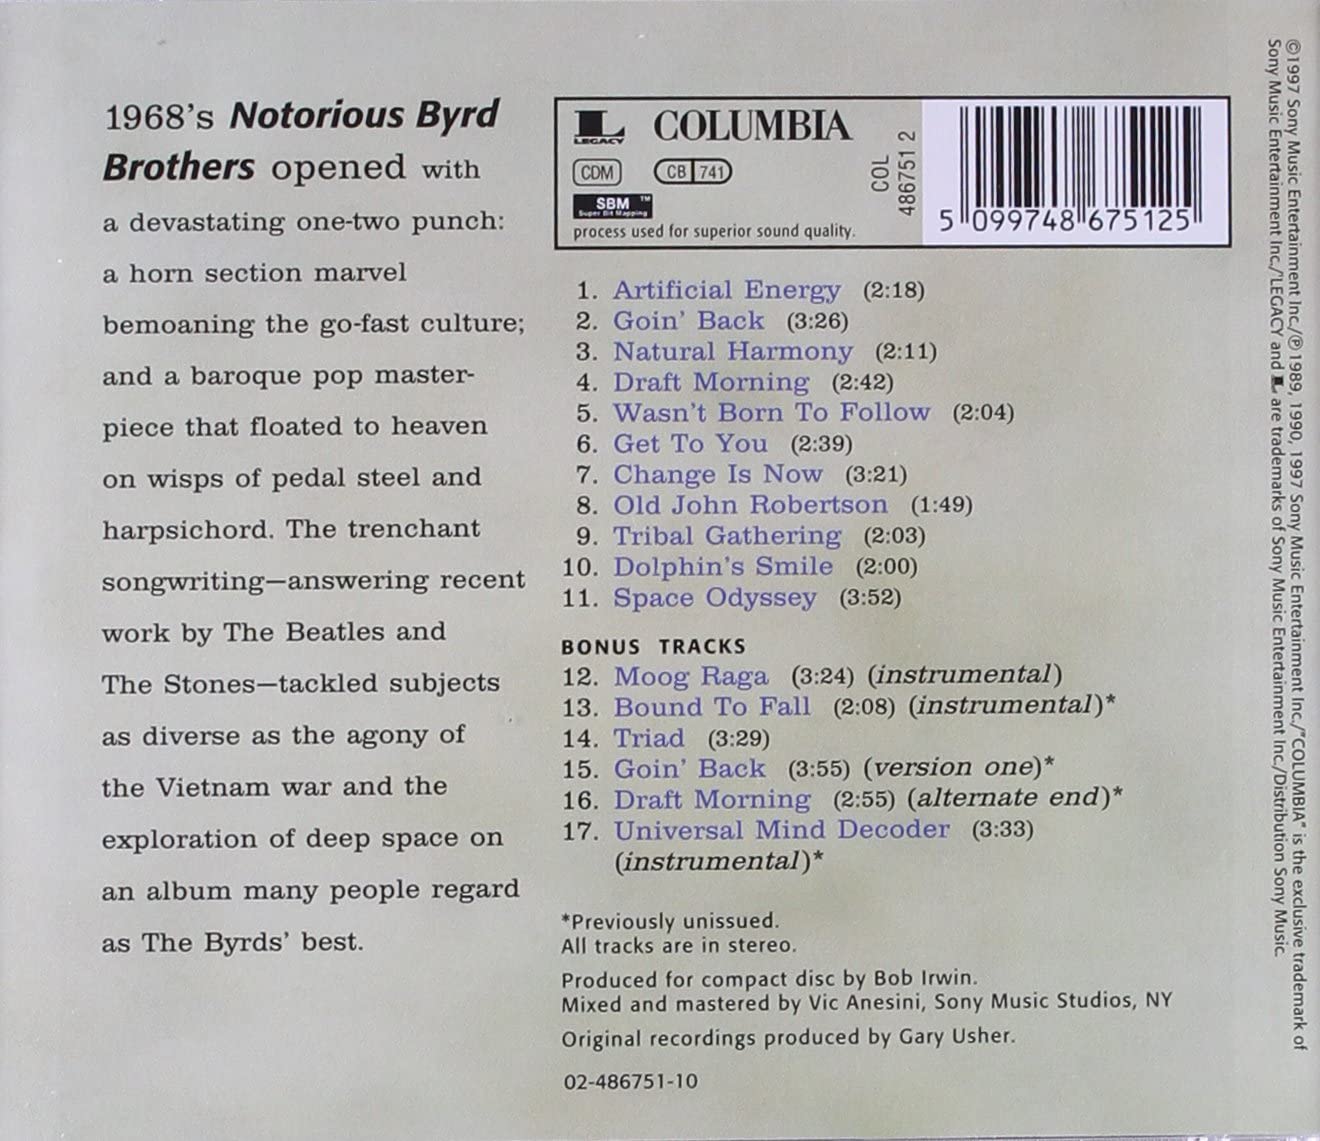 1968's Notorious Byrd
Brothers opened with
a devastating one-two punch:
a horn section marvel
bemoaning the go-fast culture;
and a baroque pop master-
piece that floated to heaven
on wisps of pedal steel and
harpsichord. The trenchant
songwriting—answering recent
work by The Beatles and
The Stones—tackled subjects
as diverse as the agony of
the Vietnam war and the
exploration of deep space on
an album many people regard
as The Byrds' best.
L
LEGACY
COLUMBIA
CDM
CB 741
SBM™
Super Bit Mapping
process used for superior sound quality.
COL
486751 2
5 099748 675125
1. Artificial Energy (2:18)
2. Goin' Back (3:26)
3. Natural Harmony (2:11)
4. Draft Morning (2:42)
5. Wasn't Born To Follow (2:04)
6. Get To You (2:39)
7. Change Is Now (3:21)
8. Old John Robertson (1:49)
9. Tribal Gathering (2:03)
10. Dolphin's Smile (2:00)
11. Space Odyssey (3:52)
BONUS TRACKS
12. Moog Raga (3:24) (instrumental)
13. Bound To Fall (2:08) (instrumental)*
14. Triad (3:29)
15. Goin' Back (3:55) (version one)*
16. Draft Morning (2:55) (alternate end)*
17. Universal Mind Decoder (3:33)
(instrumental)*
*Previously unissued.
All tracks are in stereo.
Produced for compact disc by Bob Irwin.
Mixed and mastered by Vic Anesini, Sony Music Studios, NY
Original recordings produced by Gary Usher.
02-486751-10
©1997 Sony Music Entertainment Inc./℗1989, 1990, 1997 Sony Music Entertainment Inc./"COLUMBIA" is the exclusive trademark of
Sony Music Entertainment Inc./"LEGACY and L are trademarks of Sony Music Entertainment Inc./Distribution Sony Music.